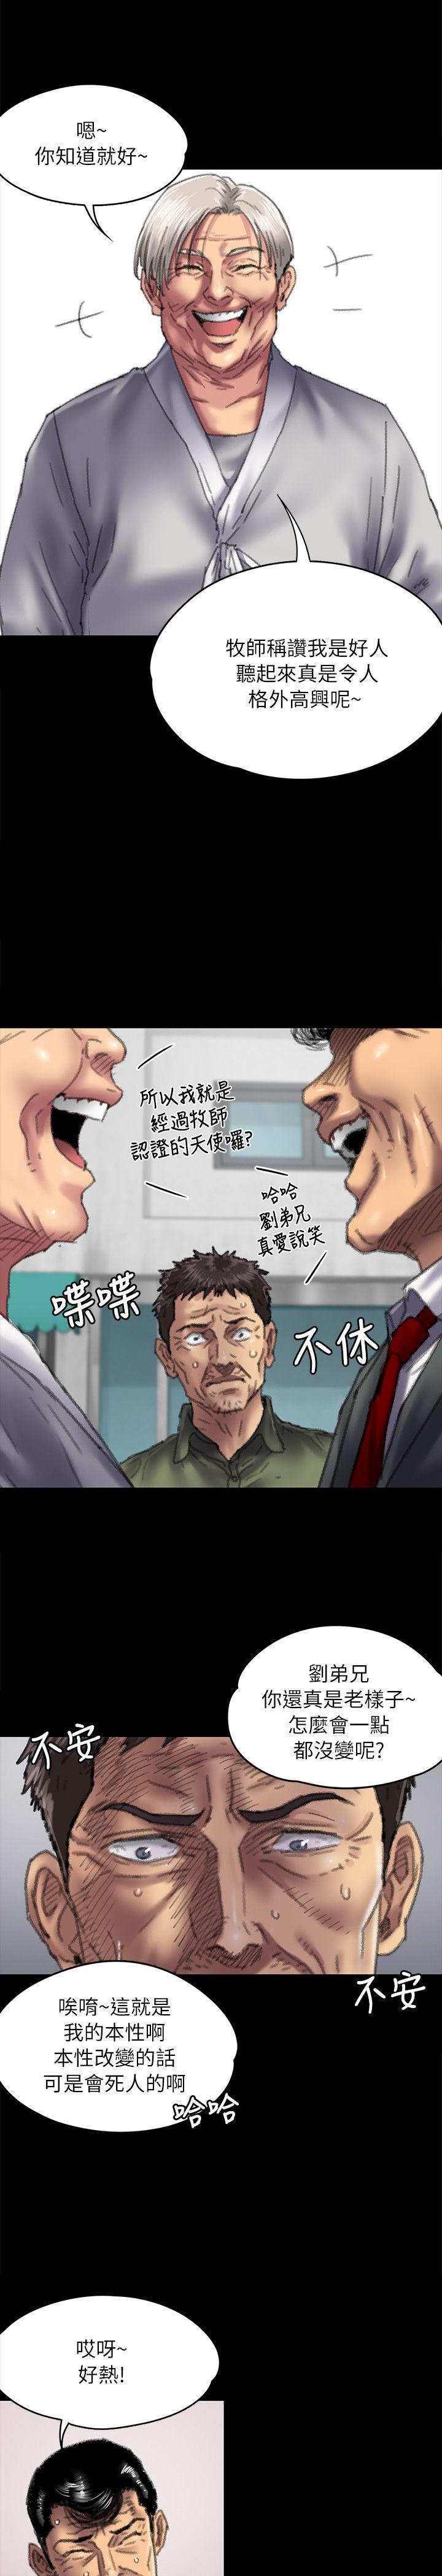 嗯~
你知道就好~
牧師稱讚我是好人
聽起來真是令人
格外高興呢~
所以我就是
經過牧師
認證的天使囉?
哈哈
劉弟兄
真愛說笑
喋喋
不休
劉弟兄
你還真是老樣子~
怎麼會一點
都沒變呢?
不安
不安
唉唷~這就是
我的本性啊
本性改變的話
可是會死人的啊
哈哈
哎呀~
好熱!